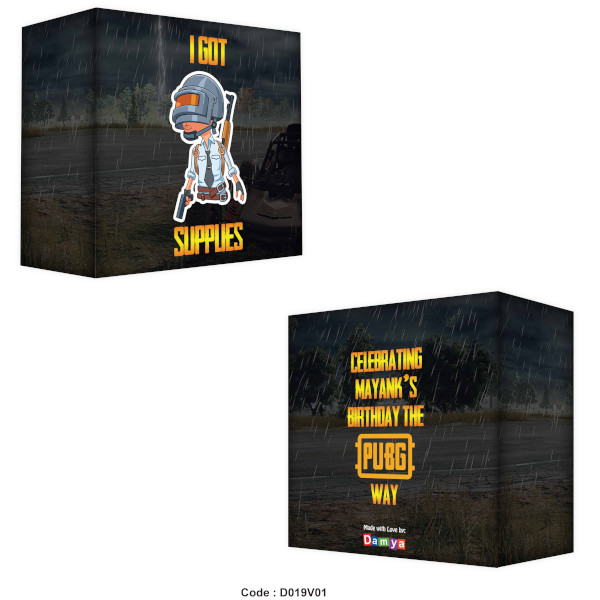 I GOT
SUPPLIES
CELEBRATING
MAYANK'S
BIRTHDAY THE
PUBG
WAY
Made with Love by:
Damya
Code : D019V01